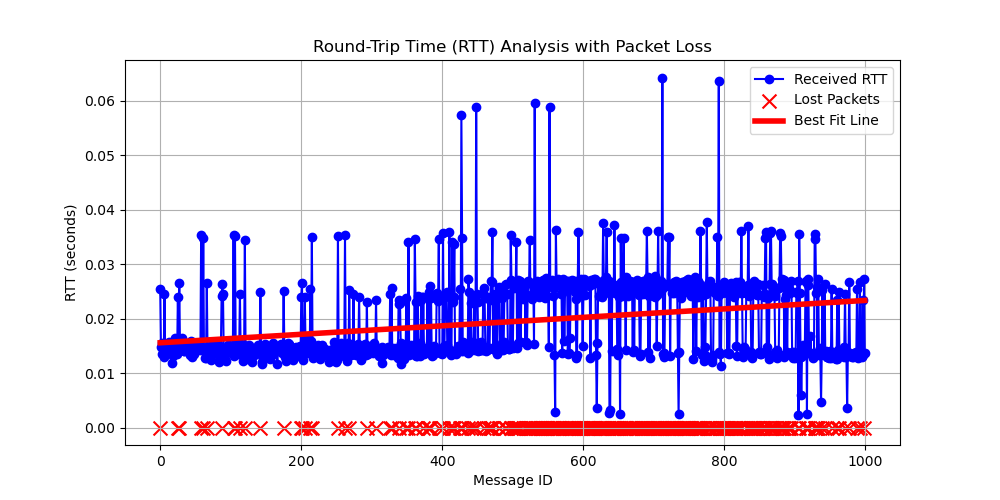 Round-Trip Time (RTT) Analysis with Packet Loss
Received RTT
Lost Packets
Best Fit Line
RTT (seconds)
0.06
0.05
0.04
0.03
0.02
0.01
0.00
0 200 400 600 800 1000
Message ID